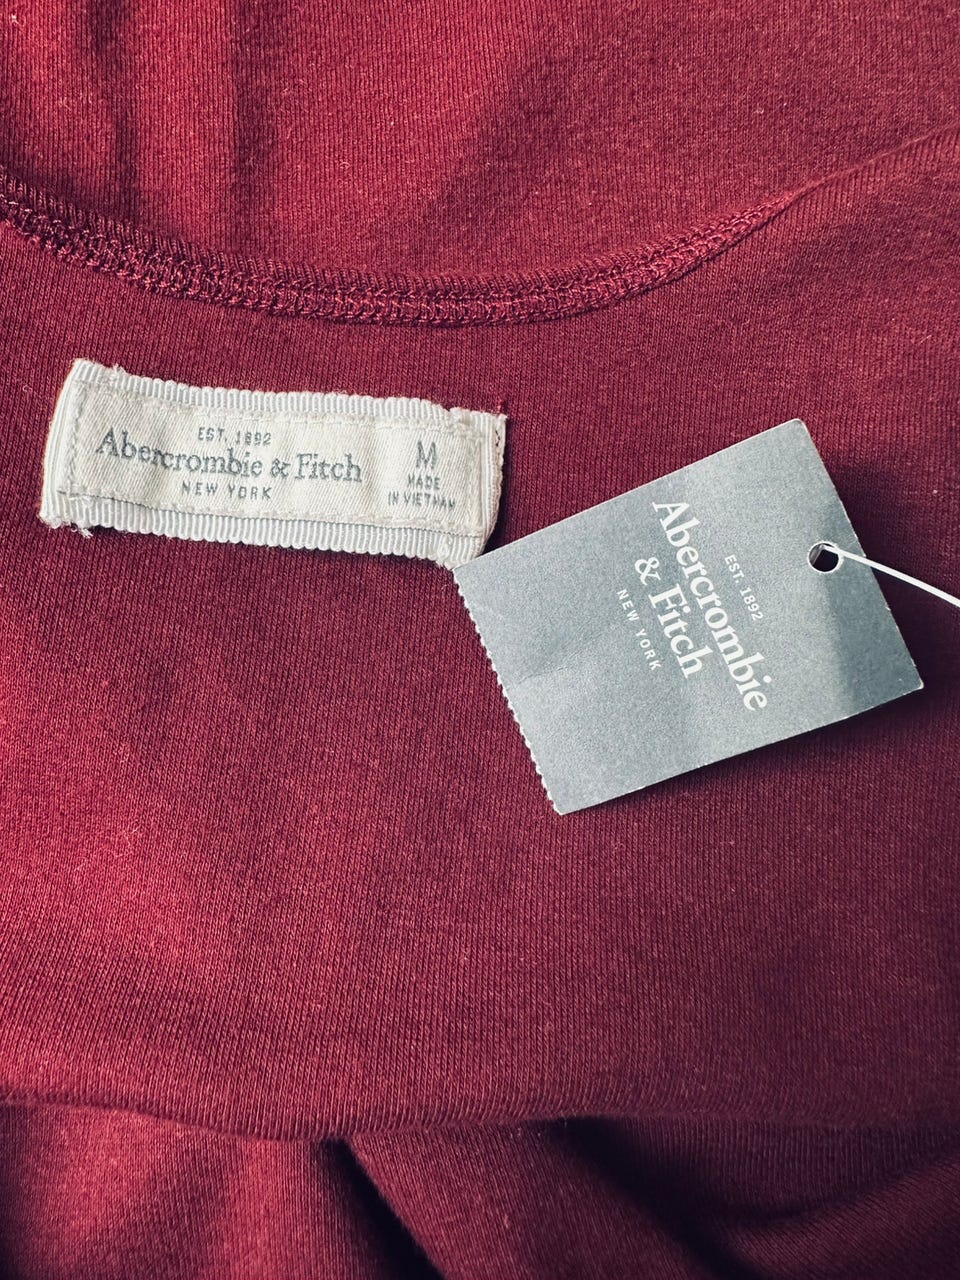 EST. 1892
Abercrombie & Fitch
NEW YORK
M
MADE
IN VIETNAM
EST. 1892
Abercrombie
& Fitch
NEW YORK